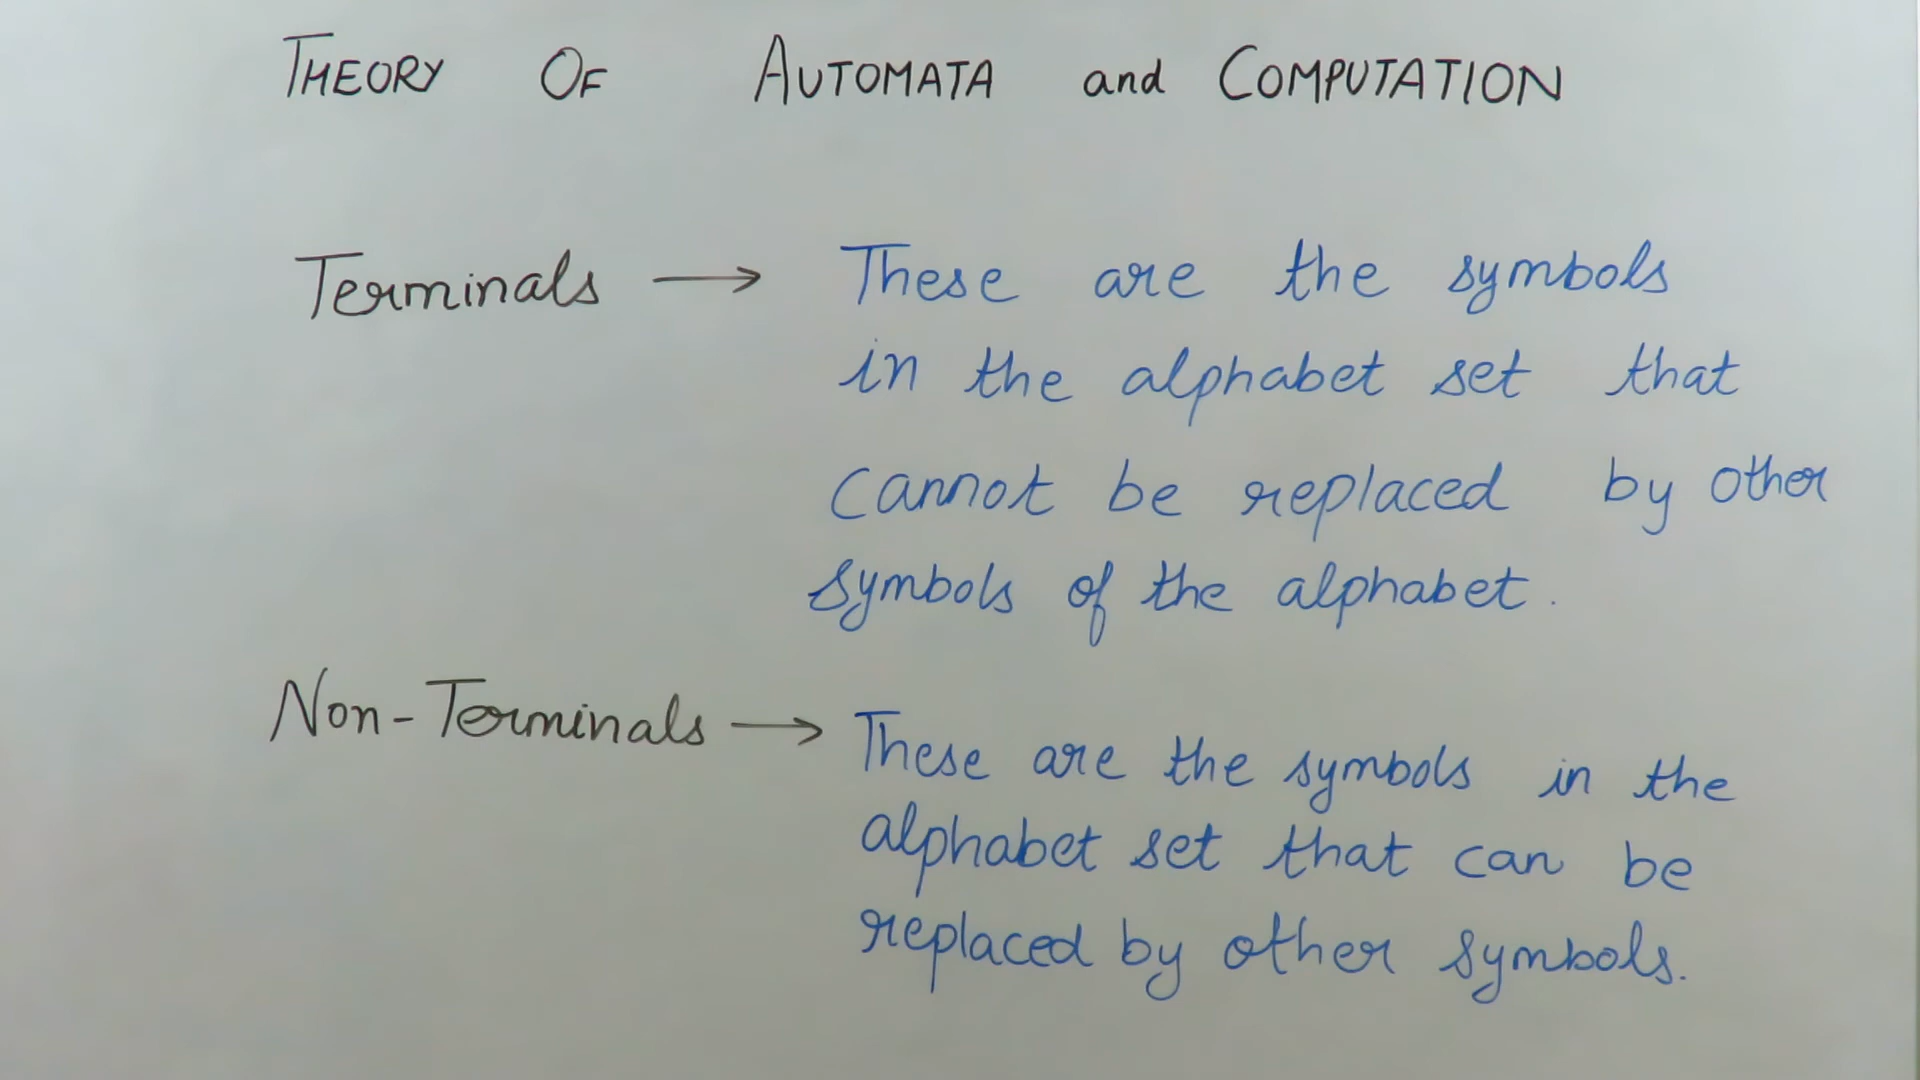 THEORY OF AUTOMATA and COMPUTATION
Terminals → These are the symbols
in the alphabet set that
cannot be replaced by other
symbols of the alphabet.
Non-Terminals → These are the symbols in the
alphabet set that can be
replaced by other symbols.